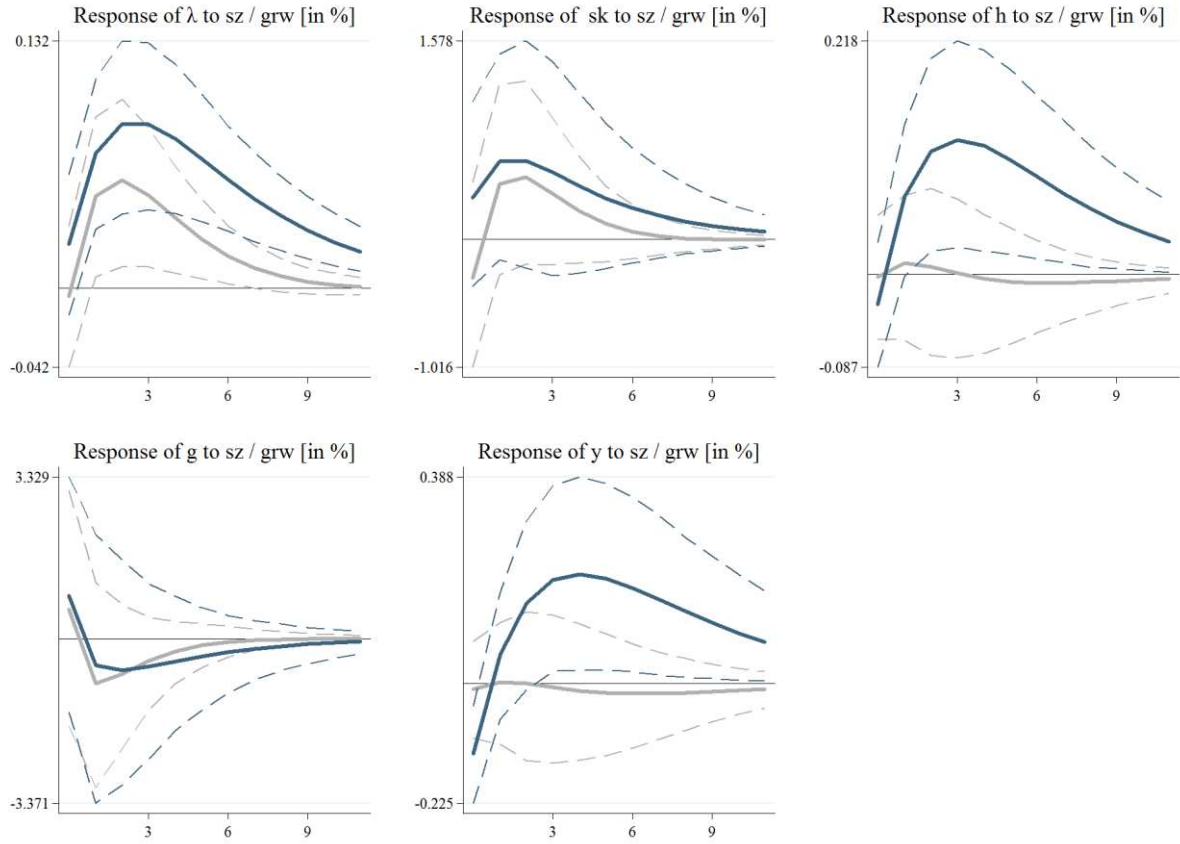 Response of λ to sz / grw [in %]
0.132
-0.042
3 6 9
Response of sk to sz / grw [in %]
1.578
-1.016
3 6 9
Response of h to sz / grw [in %]
0.218
-0.087
3 6 9
Response of g to sz / grw [in %]
3.329
-3.371
3 6 9
Response of y to sz / grw [in %]
0.388
-0.225
3 6 9